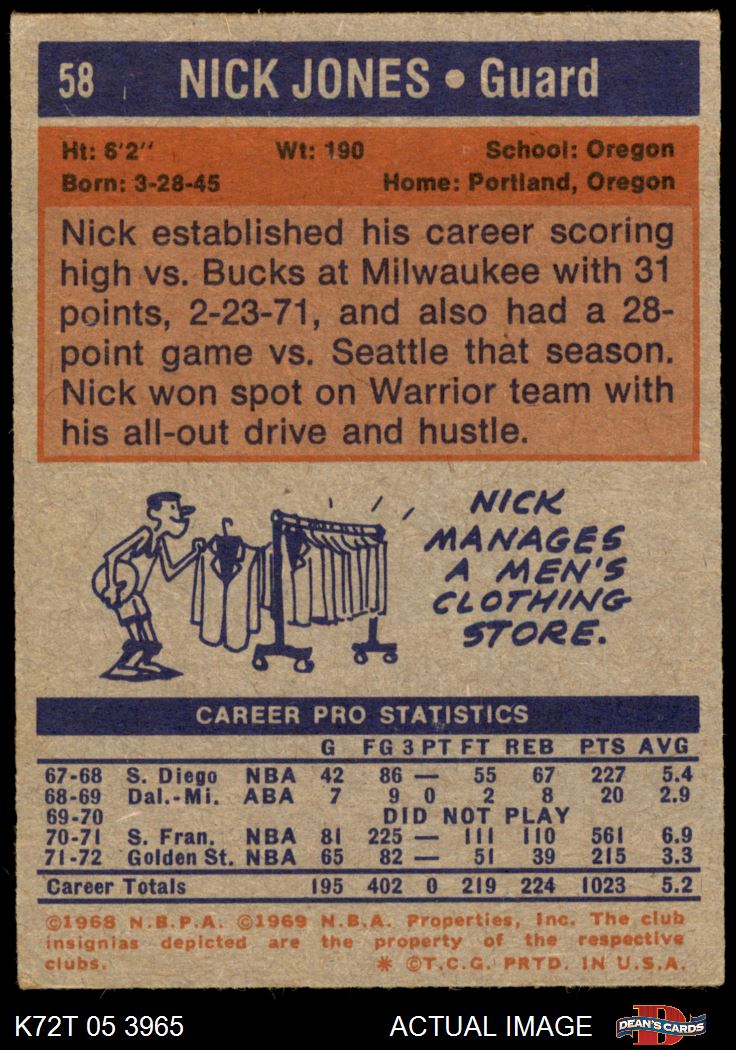 58 NICK JONES • Guard
Ht: 6'2'' Wt: 190 School: Oregon
Born: 3-28-45 Home: Portland, Oregon
Nick established his career scoring
high vs. Bucks at Milwaukee with 31
points, 2-23-71, and also had a 28-
point game vs. Seattle that season.
Nick won spot on Warrior team with
his all-out drive and hustle.
NICK
MANAGES
A MEN'S
CLOTHING
STORE.
CAREER PRO STATISTICS
G FG 3 PT FT REB PTS AVG
67-68 S. Diego NBA 42 86 — 55 67 227 5.4
68-69 Dal.-Mi. ABA 7 9 0 2 8 20 2.9
69-70 DID NOT PLAY
70-71 S. Fran. NBA 81 225 — 111 110 561 6.9
71-72 Golden St. NBA 65 82 — 51 39 215 3.3
Career Totals 195 402 0 219 224 1023 5.2
©1968 N.B.P.A. ©1969 N.B.A. Properties, Inc. The club
insignias depicted are the property of the respective
clubs. * ©T.C.G. PRTD. IN U.S.A.
K72T 05 3965 ACTUAL IMAGE D DEAN'S CARDS